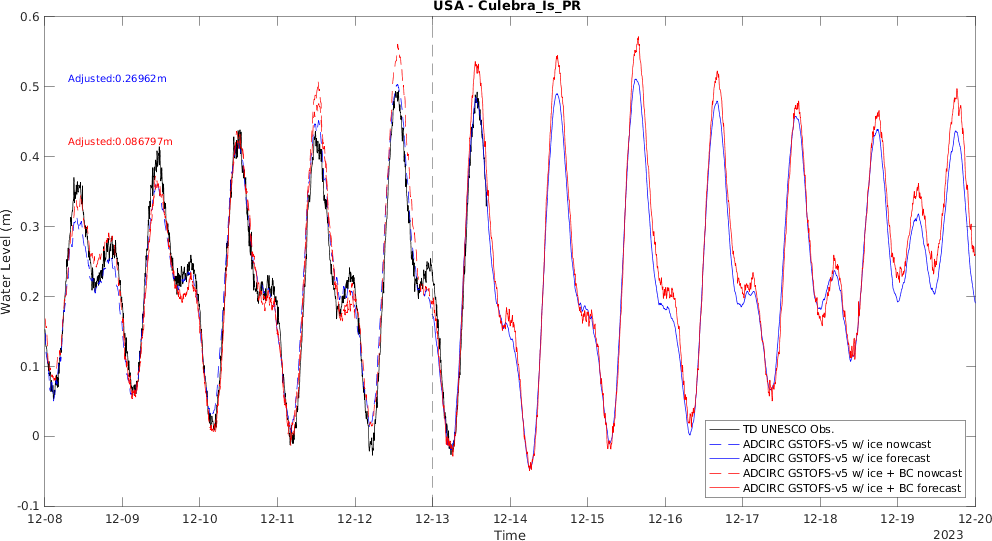 USA - Culebra_Is_PR
0.6
0.5
0.4
0.3
0.2
0.1
0
-0.1
Water Level (m)
Adjusted:0.26962m
Adjusted:0.086797m
TD UNESCO Obs.
ADCIRC GSTOFS-v5 w/ ice nowcast
ADCIRC GSTOFS-v5 w/ ice forecast
ADCIRC GSTOFS-v5 w/ ice + BC nowcast
ADCIRC GSTOFS-v5 w/ ice + BC forecast
12-08 12-09 12-10 12-11 12-12 12-13 12-14 12-15 12-16 12-17 12-18 12-19 12-20
Time
2023